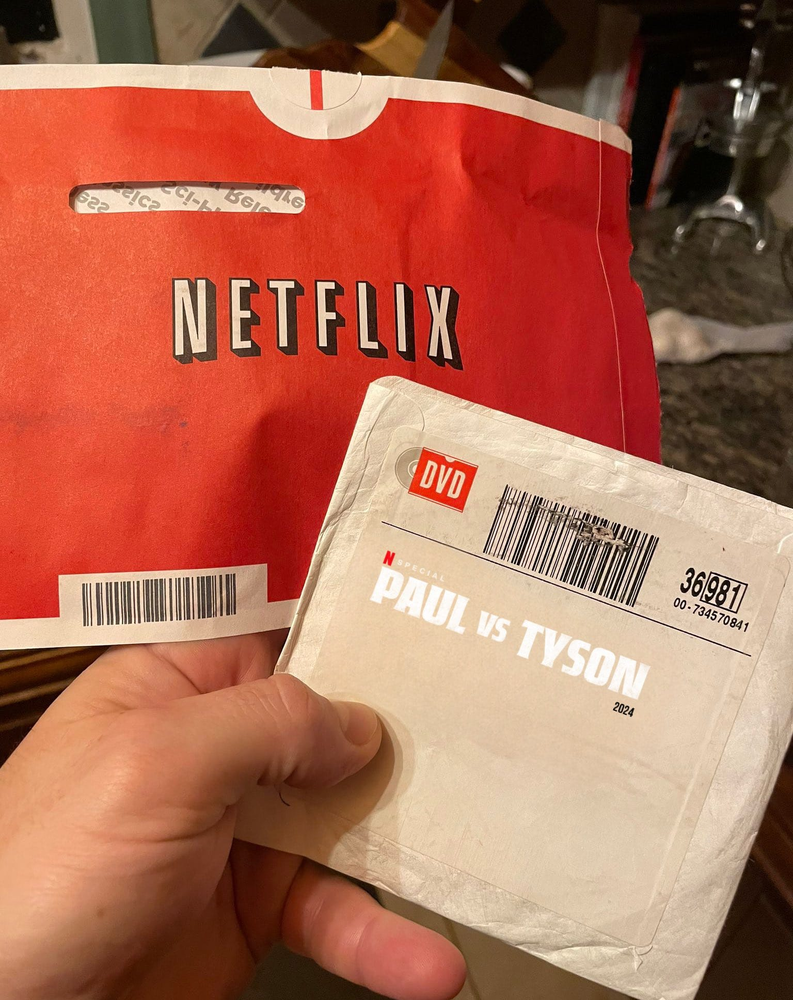 NETFLIX
DVD
36981
00-734570841
N SPECIAL
PAUL VS TYSON
2024